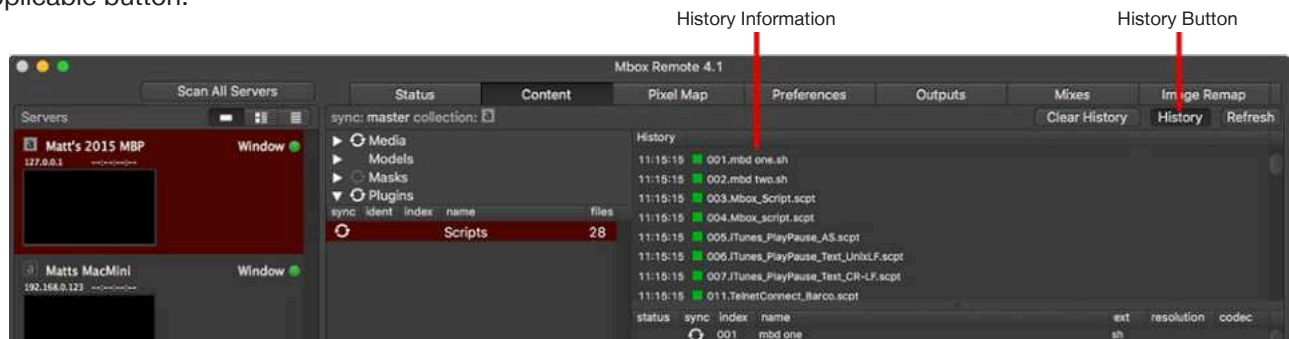 pplicable button.
History Information
History Button
Mbox Remote 4.1
Scan All Servers
Status
Content
Pixel Map
Preferences
Outputs
Mixes
Image Remap
Servers
sync: master collection: a
Clear History
History
Refresh
a Matt's 2015 MBP
Window
127.0.0.1 --:--:--:--
Media
Models
Masks
Plugins
sync ident index name files
Scripts 28
History
11:15:15 001.mbd one.sh
11:15:15 002.mbd two.sh
11:15:15 003.Mbox_Script.scpt
11:15:15 004.Mbox_script.scpt
11:15:15 005.iTunes_PlayPause_AS.scpt
11:15:15 006.iTunes_PlayPause_Text_UnixLF.scpt
11:15:15 007.iTunes_PlayPause_Text_CR-LF.scpt
11:15:15 011.TelnetConnect_Barco.scpt
a Matts MacMini
Window
192.168.0.123 --:--:--:--
status sync index name ext resolution codec
001 mbd one sh